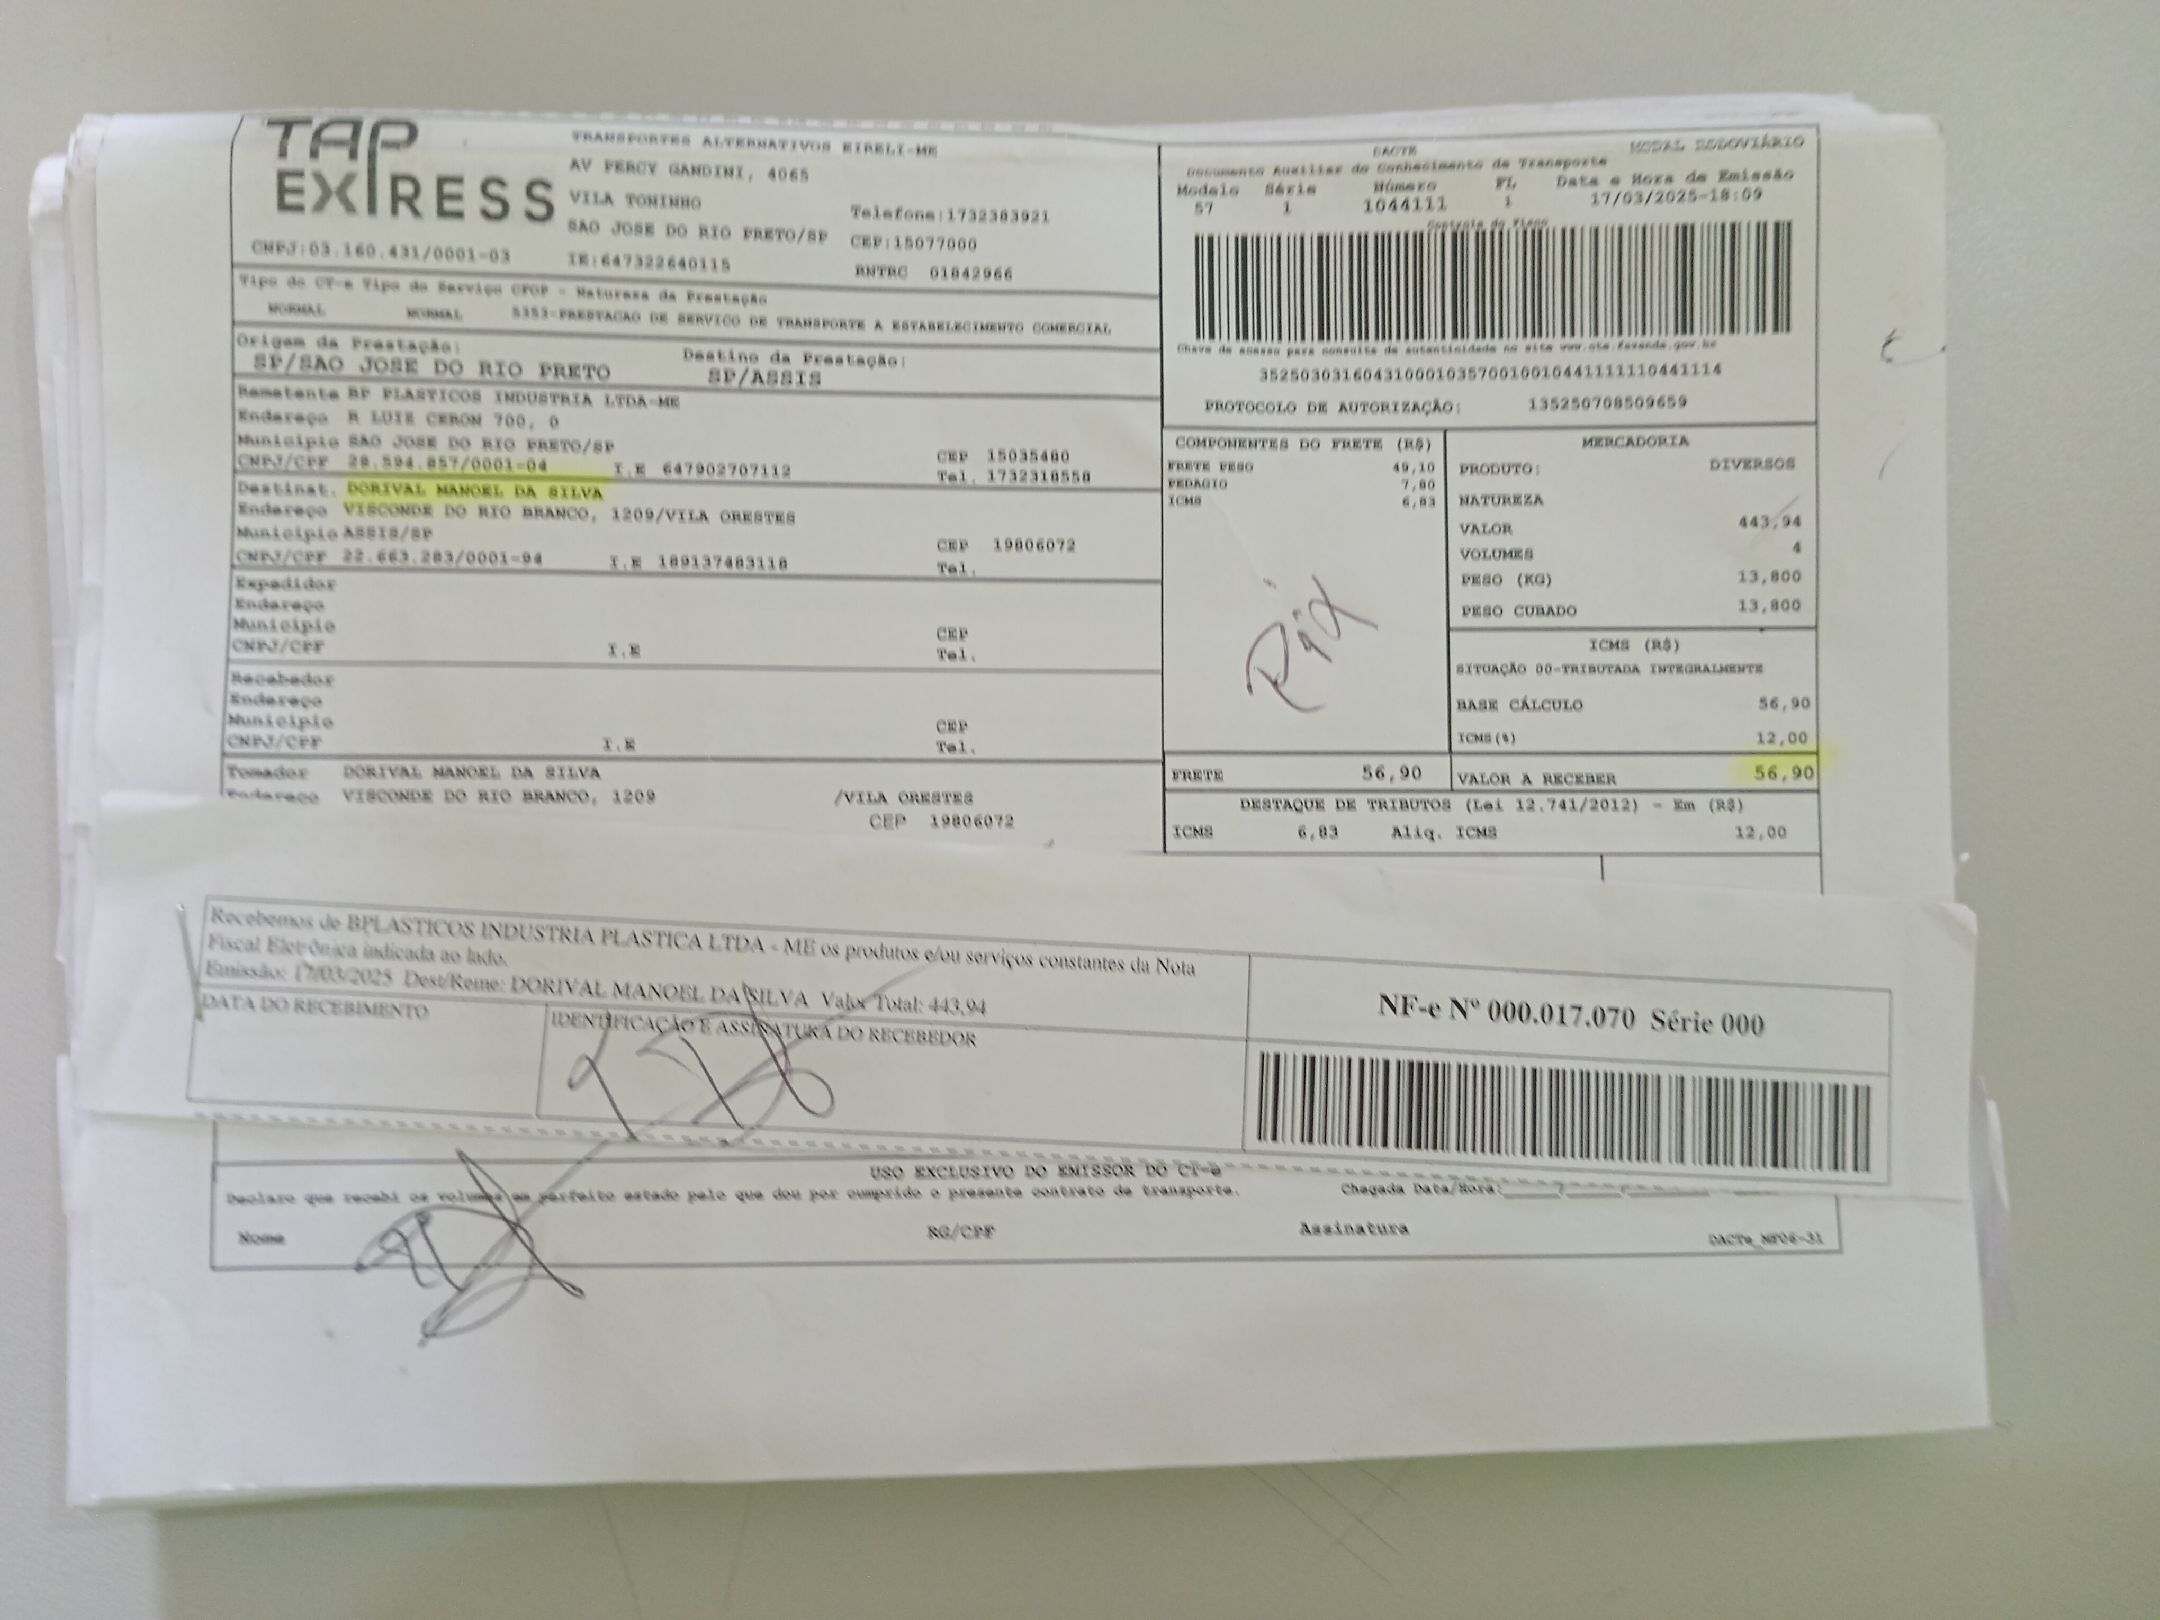 TAP
EXPRESS
TRANSPORTES ALTERNATIVOS EIRELI-ME
AV PERCY GANDINI, 4065
VILA TONINHO
Telefone:1732383921
SAO JOSE DO RIO PRETO/SP CEP:15077000
CNPJ:03.160.431/0001-03 IE:647322640115 RNTRC 01842966
Tipo do CT-e Tipo do Serviço CFOP - Natureza da Prestação
NORMAL NORMAL 5353-PRESTACAO DE SERVICO DE TRANSPORTE A ESTABELECIMENTO COMERCIAL
Origem da Prestação: Destino da Prestação:
SP/SAO JOSE DO RIO PRETO SP/ASSIS
Remetente BP PLASTICOS INDUSTRIA LTDA-ME
Endereço R LUIZ CERON 700, 0
Município SAO JOSE DO RIO PRETO/SP CEP 15035480
CNPJ/CPF 28.594.857/0001-04 I.E 647902707112 Tel. 1732318558
Destinat. DORIVAL MANOEL DA SILVA
Endereço VISCONDE DO RIO BRANCO, 1209/VILA ORESTES
Município ASSIS/SP CEP 19806072
CNPJ/CPF 22.663.283/0001-94 I.E 189137483118 Tel.
Expedidor
Endereço
Município CEP
CNPJ/CPF I.E Tel.
Recebedor
Endereço
Município CEP
CNPJ/CPF I.E Tel.
Tomador DORIVAL MANOEL DA SILVA
Endereço VISCONDE DO RIO BRANCO, 1209 /VILA ORESTES
CEP 19806072
DACTE MODAL RODOVIÁRIO
Documento Auxiliar do Conhecimento de Transporte
Modelo Série Número FL Data e Hora de Emissão
57 1 1044111 1 17/03/2025-18:09
Controle do Fisco
Chave de acesso para consulta de autenticidade no site www.cte.fazenda.gov.br
35250303160431000103570010010441111110441114
PROTOCOLO DE AUTORIZAÇÃO: 135250708509659
COMPONENTES DO FRETE (R$)
FRETE PESO 49,10
PEDAGIO 7,80
ICMS 6,83
Pix
MERCADORIA
PRODUTO: DIVERSOS
NATUREZA
VALOR 443,94
VOLUMES 4
PESO (KG) 13,800
PESO CUBADO 13,800
ICMS (R$)
SITUAÇÃO 00-TRIBUTADA INTEGRALMENTE
BASE CÁLCULO 56,90
ICMS(%) 12,00
FRETE 56,90 VALOR A RECEBER 56,90
DESTAQUE DE TRIBUTOS (Lei 12.741/2012) - Em (R$)
ICMS 6,83 Aliq. ICMS 12,00
Recebemos de BPLASTICOS INDUSTRIA PLASTICA LTDA - ME os produtos e/ou serviços constantes da Nota
Fiscal Eletrônica indicada ao lado.
Emissão: 17/03/2025 Dest/Reme: DORIVAL MANOEL DA SILVA Valor Total: 443,94
DATA DO RECEBIMENTO IDENTIFICAÇÃO E ASSINATURA DO RECEBEDOR
NF-e Nº 000.017.070 Série 000
USO EXCLUSIVO DO EMISSOR DO CT-e
Declaro que recebi os volumes em perfeito estado pelo que dou por cumprido o presente contrato de transporte. Chegada Data/Hora:____/____/____
Nome RG/CPF Assinatura DACTe_NF06-31